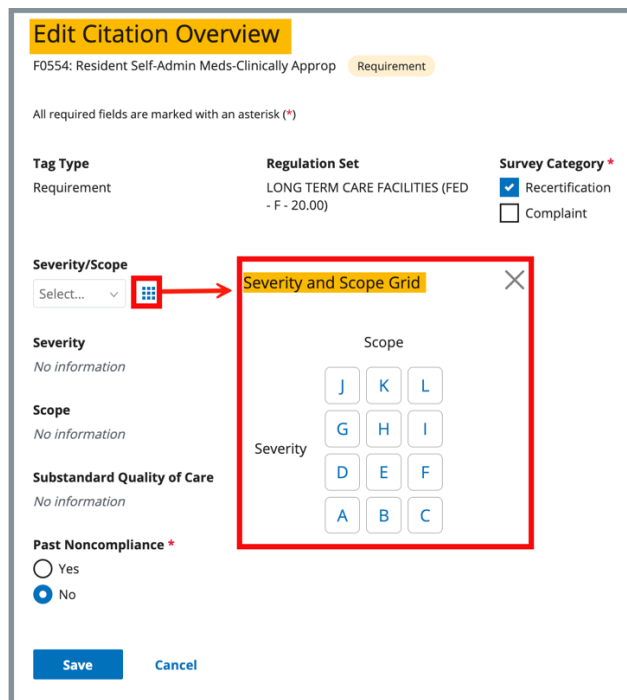 Edit Citation Overview
F0554: Resident Self-Admin Meds-Clinically Approp Requirement
All required fields are marked with an asterisk (*)
Tag Type
Requirement
Regulation Set
LONG TERM CARE FACILITIES (FED
- F - 20.00)
Survey Category *
Recertification
Complaint
Severity/Scope
Select...
Severity
No information
Scope
No information
Substandard Quality of Care
No information
Past Noncompliance *
Yes
No
Severity and Scope Grid
Scope
Severity
J K L
G H I
D E F
A B C
Save Cancel